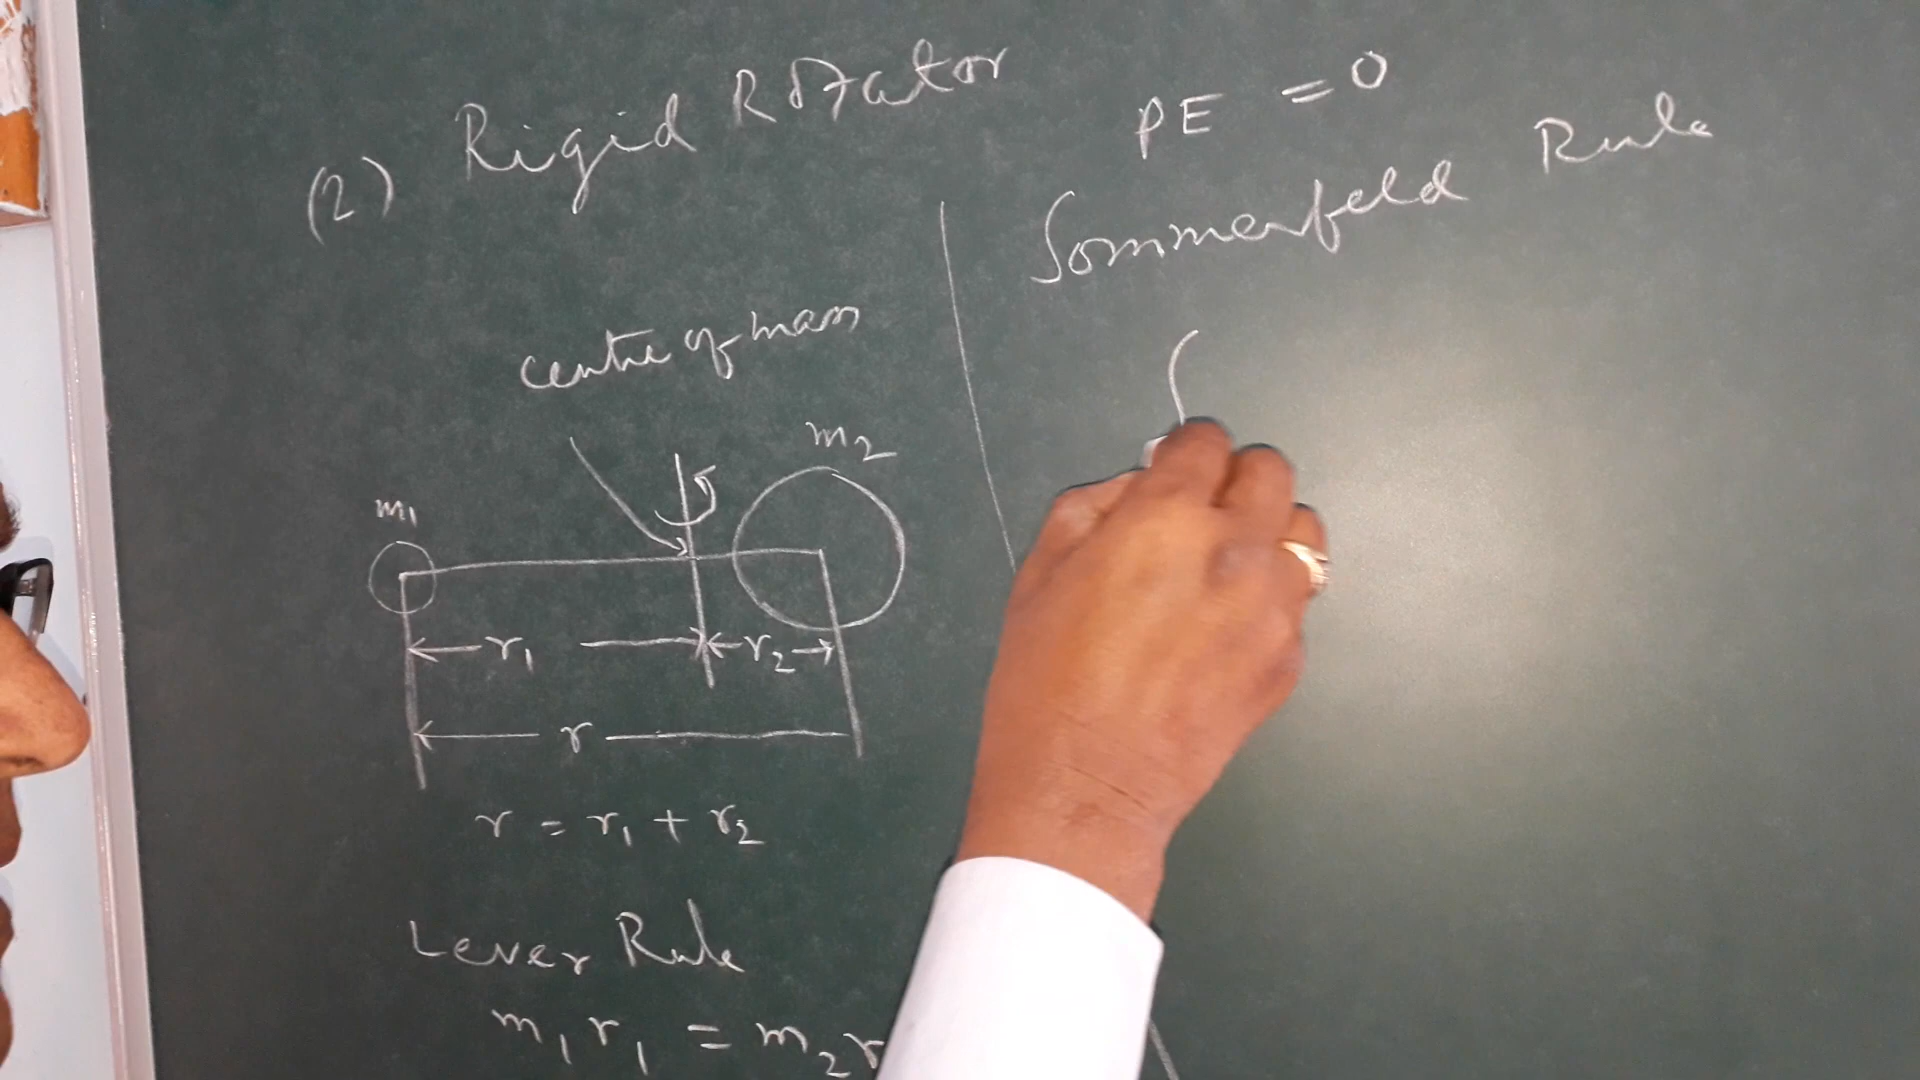 (2) Rigid Rotator
centre of mass
m1
m2
r1
r2
r
r = r1 + r2
Lever Rule
m1r1 = m2r
PE = 0
Sommerfeld Rule
∫